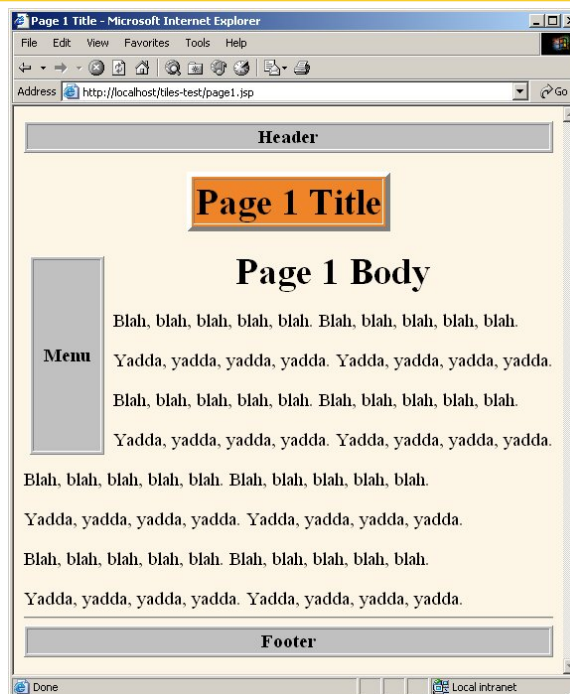 Page 1 Title - Microsoft Internet Explorer
File Edit View Favorites Tools Help
Address http://localhost/tiles-test/page1.jsp Go
Header
Page 1 Title
Page 1 Body
Blah, blah, blah, blah, blah. Blah, blah, blah, blah, blah.
Yadda, yadda, yadda, yadda. Yadda, yadda, yadda, yadda.
Menu
Blah, blah, blah, blah, blah. Blah, blah, blah, blah, blah.
Yadda, yadda, yadda, yadda. Yadda, yadda, yadda, yadda.
Blah, blah, blah, blah, blah. Blah, blah, blah, blah, blah.
Yadda, yadda, yadda, yadda. Yadda, yadda, yadda, yadda.
Blah, blah, blah, blah, blah. Blah, blah, blah, blah, blah.
Yadda, yadda, yadda, yadda. Yadda, yadda, yadda, yadda.
Footer
Done Local intranet